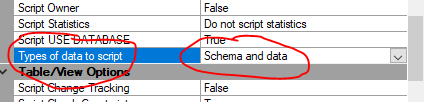 Script Owner False
Script Statistics Do not script statistics
Script USE DATABASE True
Types of data to script Schema and data
Table/View Options
Script Change Tracking False